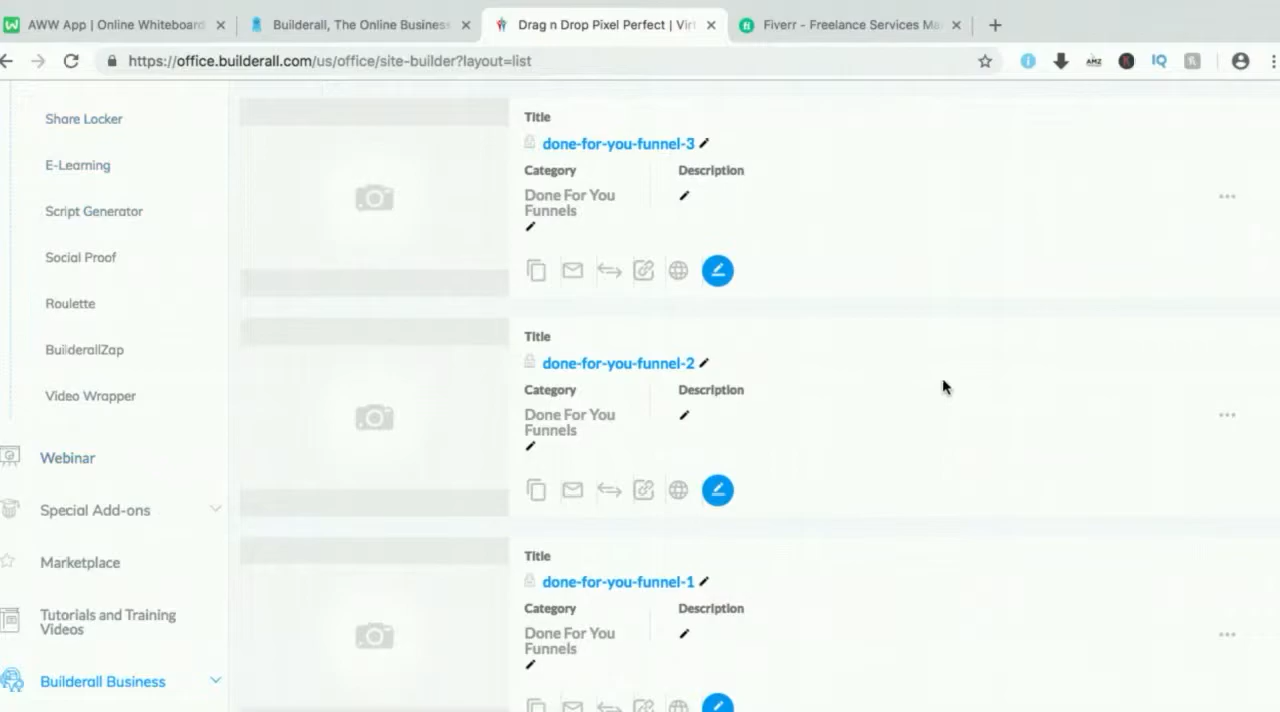 AWW App | Online Whiteboard
Builderall, The Online Business
Drag n Drop Pixel Perfect | Virt
Fiverr - Freelance Services Ma
https://office.builderall.com/us/office/site-builder?layout=list
AMZ
IQ
Share Locker
E-Learning
Script Generator
Social Proof
Roulette
BuilderallZap
Video Wrapper
Webinar
Special Add-ons
Marketplace
Tutorials and Training
Videos
Builderall Business
Title
done-for-you-funnel-3
Category
Description
Done For You
Funnels
Title
done-for-you-funnel-2
Category
Description
Done For You
Funnels
Title
done-for-you-funnel-1
Category
Description
Done For You
Funnels